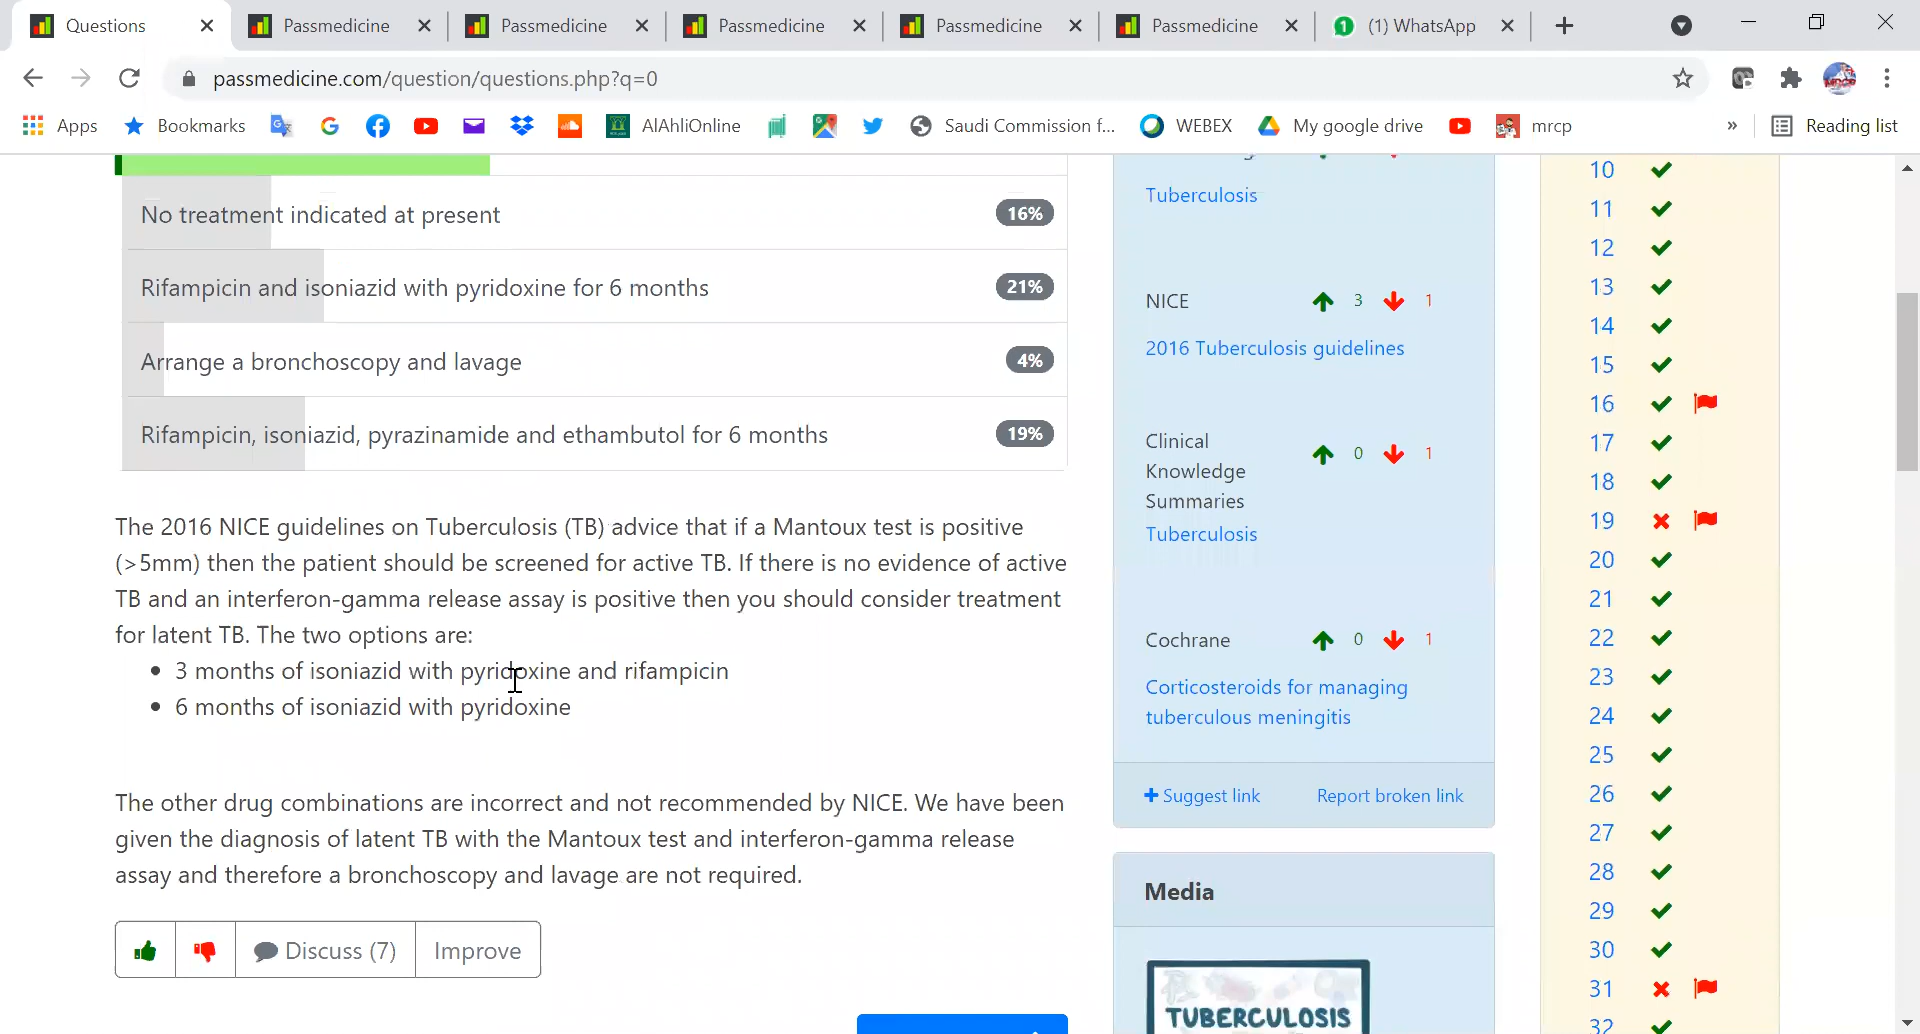 Questions
Passmedicine
Passmedicine
Passmedicine
Passmedicine
Passmedicine
1
(1) WhatsApp
passmedicine.com/question/questions.php?q=0
Apps
Bookmarks
AlAhliOnline
Saudi Commission f...
WEBEX
My google drive
mrcp
»
Reading list
No treatment indicated at present 16%
Rifampicin and isoniazid with pyridoxine for 6 months 21%
Arrange a bronchoscopy and lavage 4%
Rifampicin, isoniazid, pyrazinamide and ethambutol for 6 months 19%
The 2016 NICE guidelines on Tuberculosis (TB) advice that if a Mantoux test is positive
(>5mm) then the patient should be screened for active TB. If there is no evidence of active
TB and an interferon-gamma release assay is positive then you should consider treatment
for latent TB. The two options are:
• 3 months of isoniazid with pyridoxine and rifampicin
• 6 months of isoniazid with pyridoxine
The other drug combinations are incorrect and not recommended by NICE. We have been
given the diagnosis of latent TB with the Mantoux test and interferon-gamma release
assay and therefore a bronchoscopy and lavage are not required.
Discuss (7)
Improve
Tuberculosis
NICE 3 1
2016 Tuberculosis guidelines
Clinical
Knowledge
Summaries
0 1
Tuberculosis
Cochrane 0 1
Corticosteroids for managing
tuberculous meningitis
+ Suggest link
Report broken link
Media
TUBERCULOSIS
10
11
12
13
14
15
16
17
18
19
20
21
22
23
24
25
26
27
28
29
30
31
32